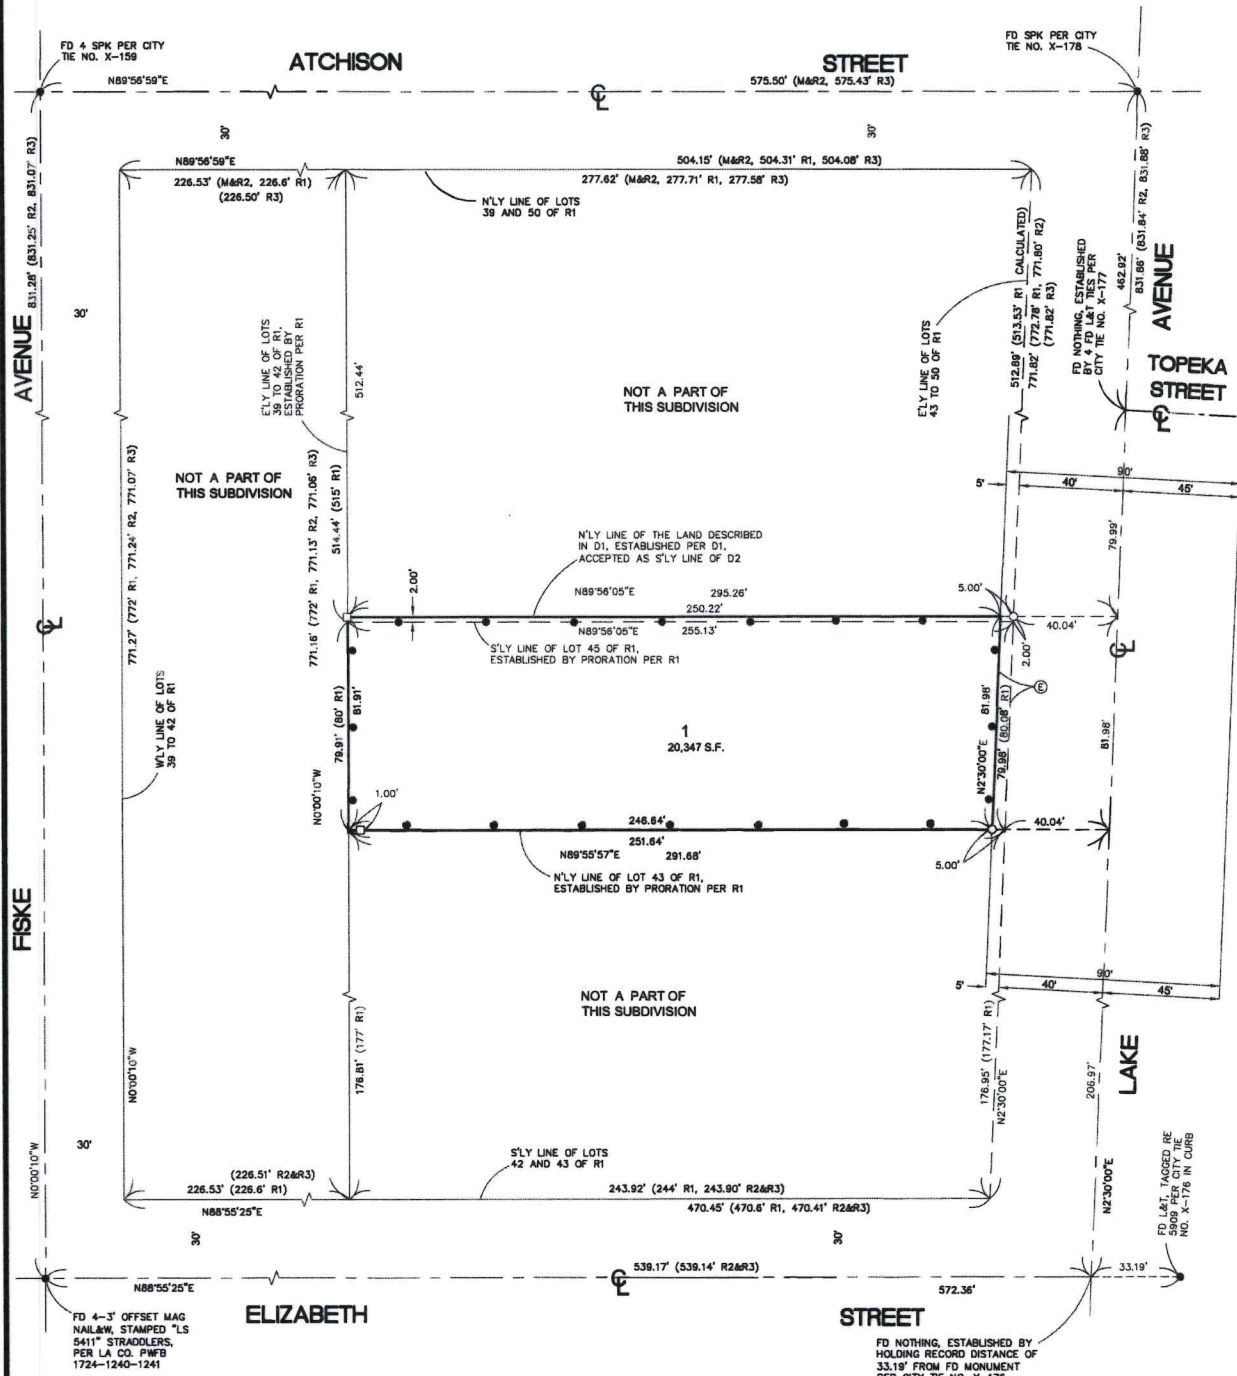 FD 4 SPK PER CITY
TIE NO. X-159
ATCHISON
STREET
FD SPK PER CITY
TIE NO. X-178
N89°56'59"E
575.50' (M&R2, 575.43' R3)
30'
30'
N89°56'59"E
226.53' (M&R2, 226.6' R1)
(226.50' R3)
504.15' (M&R2, 504.31' R1, 504.08' R3)
277.62' (M&R2, 277.71' R1, 277.58' R3)
N'LY LINE OF LOTS
39 AND 50 OF R1
831.28' (831.25' R2, 831.07' R3)
AVENUE
30'
E'LY LINE OF LOTS
39 TO 42 OF R1,
ESTABLISHED BY
PRORATION PER R1
512.44'
NOT A PART OF
THIS SUBDIVISION
E'LY LINE OF LOTS
43 TO 50 OF R1
512.89' (513.53' R1 CALCULATED)
771.82' (772.78' R1, 771.80' R2)
(771.82' R3)
FD NOTHING, ESTABLISHED
BY 4 FD L&T TIES PER
CITY TIE NO. X-177
462.92'
831.86' (831.84' R2, 831.88' R3)
AVENUE
TOPEKA
STREET
NOT A PART OF
THIS SUBDIVISION
771.27' (772' R1, 771.24' R2, 771.07' R3)
771.16' (772' R1, 771.13' R2, 771.06' R3)
514.44' (515' R1)
90'
5'
40'
45'
79.99'
N'LY LINE OF THE LAND DESCRIBED
IN D1, ESTABLISHED PER D1,
ACCEPTED AS S'LY LINE OF D2
2.00'
N89°56'05"E
295.26'
250.22'
5.00'
40.04'
N89°56'05"E
255.13'
S'LY LINE OF LOT 45 OF R1,
ESTABLISHED BY PRORATION PER R1
2.00'
E
W'LY LINE OF LOTS
39 TO 42 OF R1
79.91' (80' R1)
81.91'
1
20,347 S.F.
81.98'
79.98' (80.08' R1)
N2°30'00"E
81.98'
N0°00'10"W
1.00'
246.64'
251.64'
N89°55'57"E
291.68'
40.04'
5.00'
N'LY LINE OF LOT 43 OF R1,
ESTABLISHED BY PRORATION PER R1
FISKE
NOT A PART OF
THIS SUBDIVISION
90'
5'
40'
45'
N0°00'10"W
176.81' (177' R1)
176.95' (177.17' R1)
N2°30'00"E
206.97'
LAKE
30'
N0°00'10"W
S'LY LINE OF LOTS
42 AND 43 OF R1
N2°30'00"E
FD L&T, TAGGED RE
5909 PER CITY TIE
NO. X-176 IN CURB
(226.51' R2&R3)
226.53' (226.6' R1)
N88°55'25"E
243.92' (244' R1, 243.90' R2&R3)
470.45' (470.6' R1, 470.41' R2&R3)
30'
30'
539.17' (539.14' R2&R3)
33.19'
N88°55'25"E
572.36'
ELIZABETH
STREET
FD 4-3' OFFSET MAG
NAIL&W, STAMPED "LS
5411" STRADDLERS,
PER LA CO. PWFB
1724-1240-1241
FD NOTHING, ESTABLISHED BY
HOLDING RECORD DISTANCE OF
33.19' FROM FD MONUMENT
PER CITY TIE NO. X-176